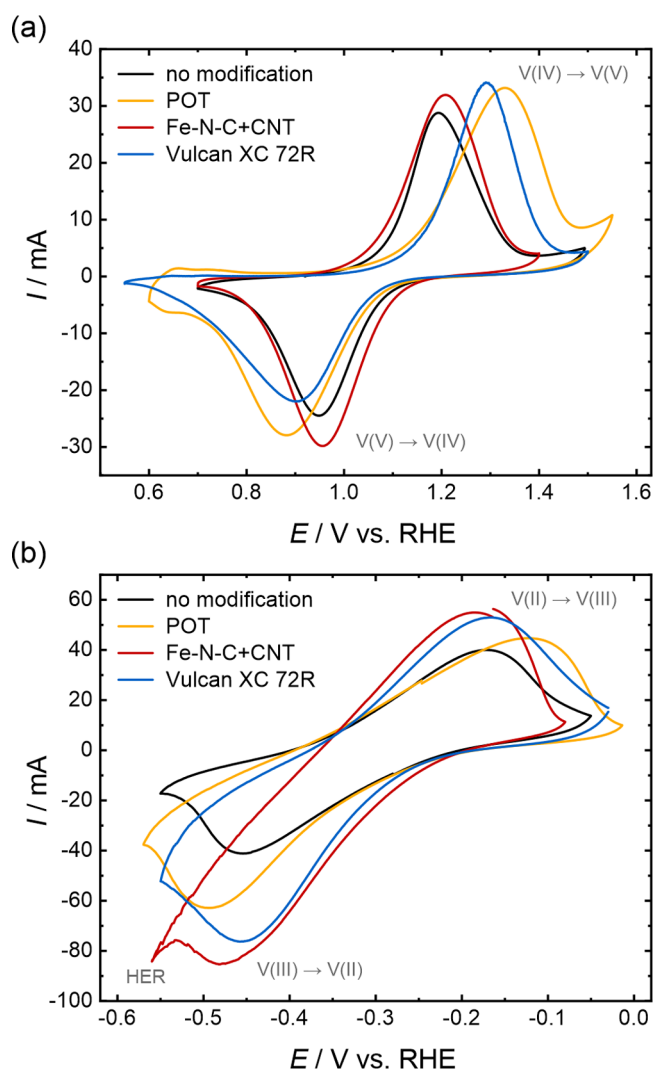 (a)
40
30
20
10
0
-10
-20
-30
I / mA
no modification
POT
Fe-N-C+CNT
Vulcan XC 72R
V(IV) → V(V)
V(V) → V(IV)
0.6 0.8 1.0 1.2 1.4 1.6
E / V vs. RHE
(b)
60
40
20
0
-20
-40
-60
-80
-100
I / mA
no modification
POT
Fe-N-C+CNT
Vulcan XC 72R
V(II) → V(III)
HER
V(III) → V(II)
-0.6 -0.5 -0.4 -0.3 -0.2 -0.1 0.0
E / V vs. RHE